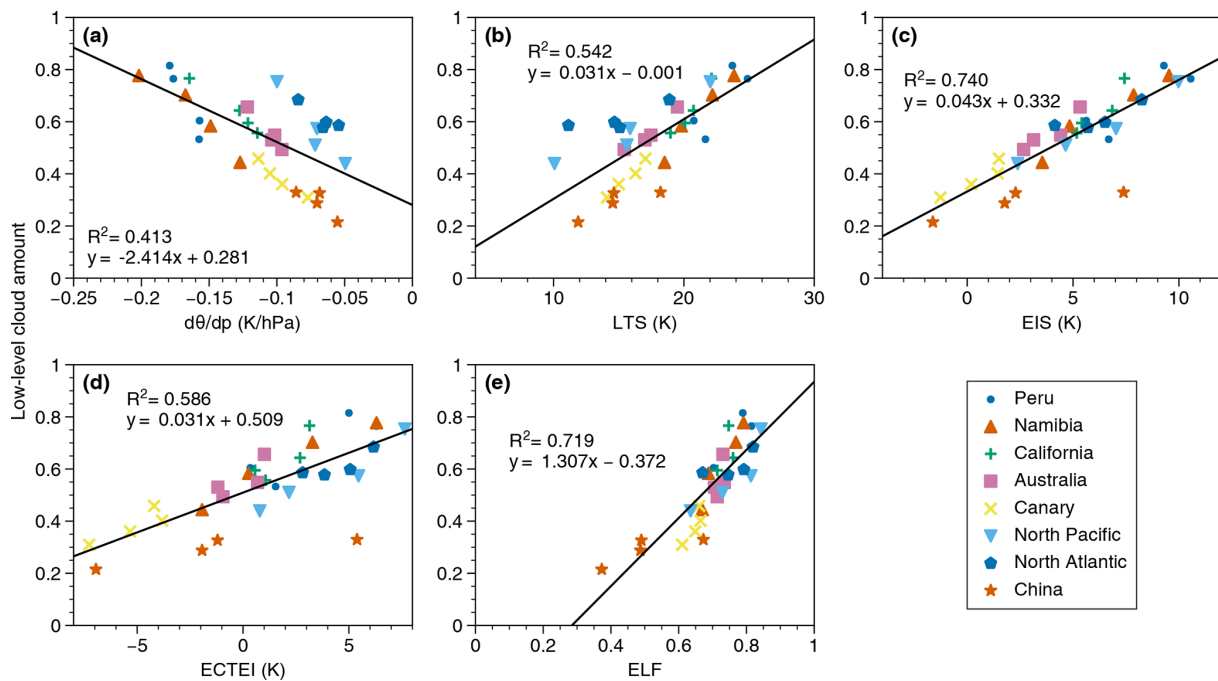 Low-level cloud amount
(a)
R²= 0.413
y= -2.414x + 0.281
1
0.8
0.6
0.4
0.2
0
−0.25
−0.2
−0.15
−0.1
−0.05
0
dθ/dp (K/hPa)
(b)
R²= 0.542
y= 0.031x − 0.001
1
0.8
0.6
0.4
0.2
0
10
20
30
LTS (K)
(c)
R²= 0.740
y= 0.043x + 0.332
1
0.8
0.6
0.4
0.2
0
0
5
10
EIS (K)
(d)
R²= 0.586
y= 0.031x + 0.509
1
0.8
0.6
0.4
0.2
0
−5
0
5
ECTEI (K)
(e)
R²= 0.719
y= 1.307x − 0.372
1
0.8
0.6
0.4
0.2
0
0
0.2
0.4
0.6
0.8
1
ELF
Peru
Namibia
California
Australia
Canary
North Pacific
North Atlantic
China